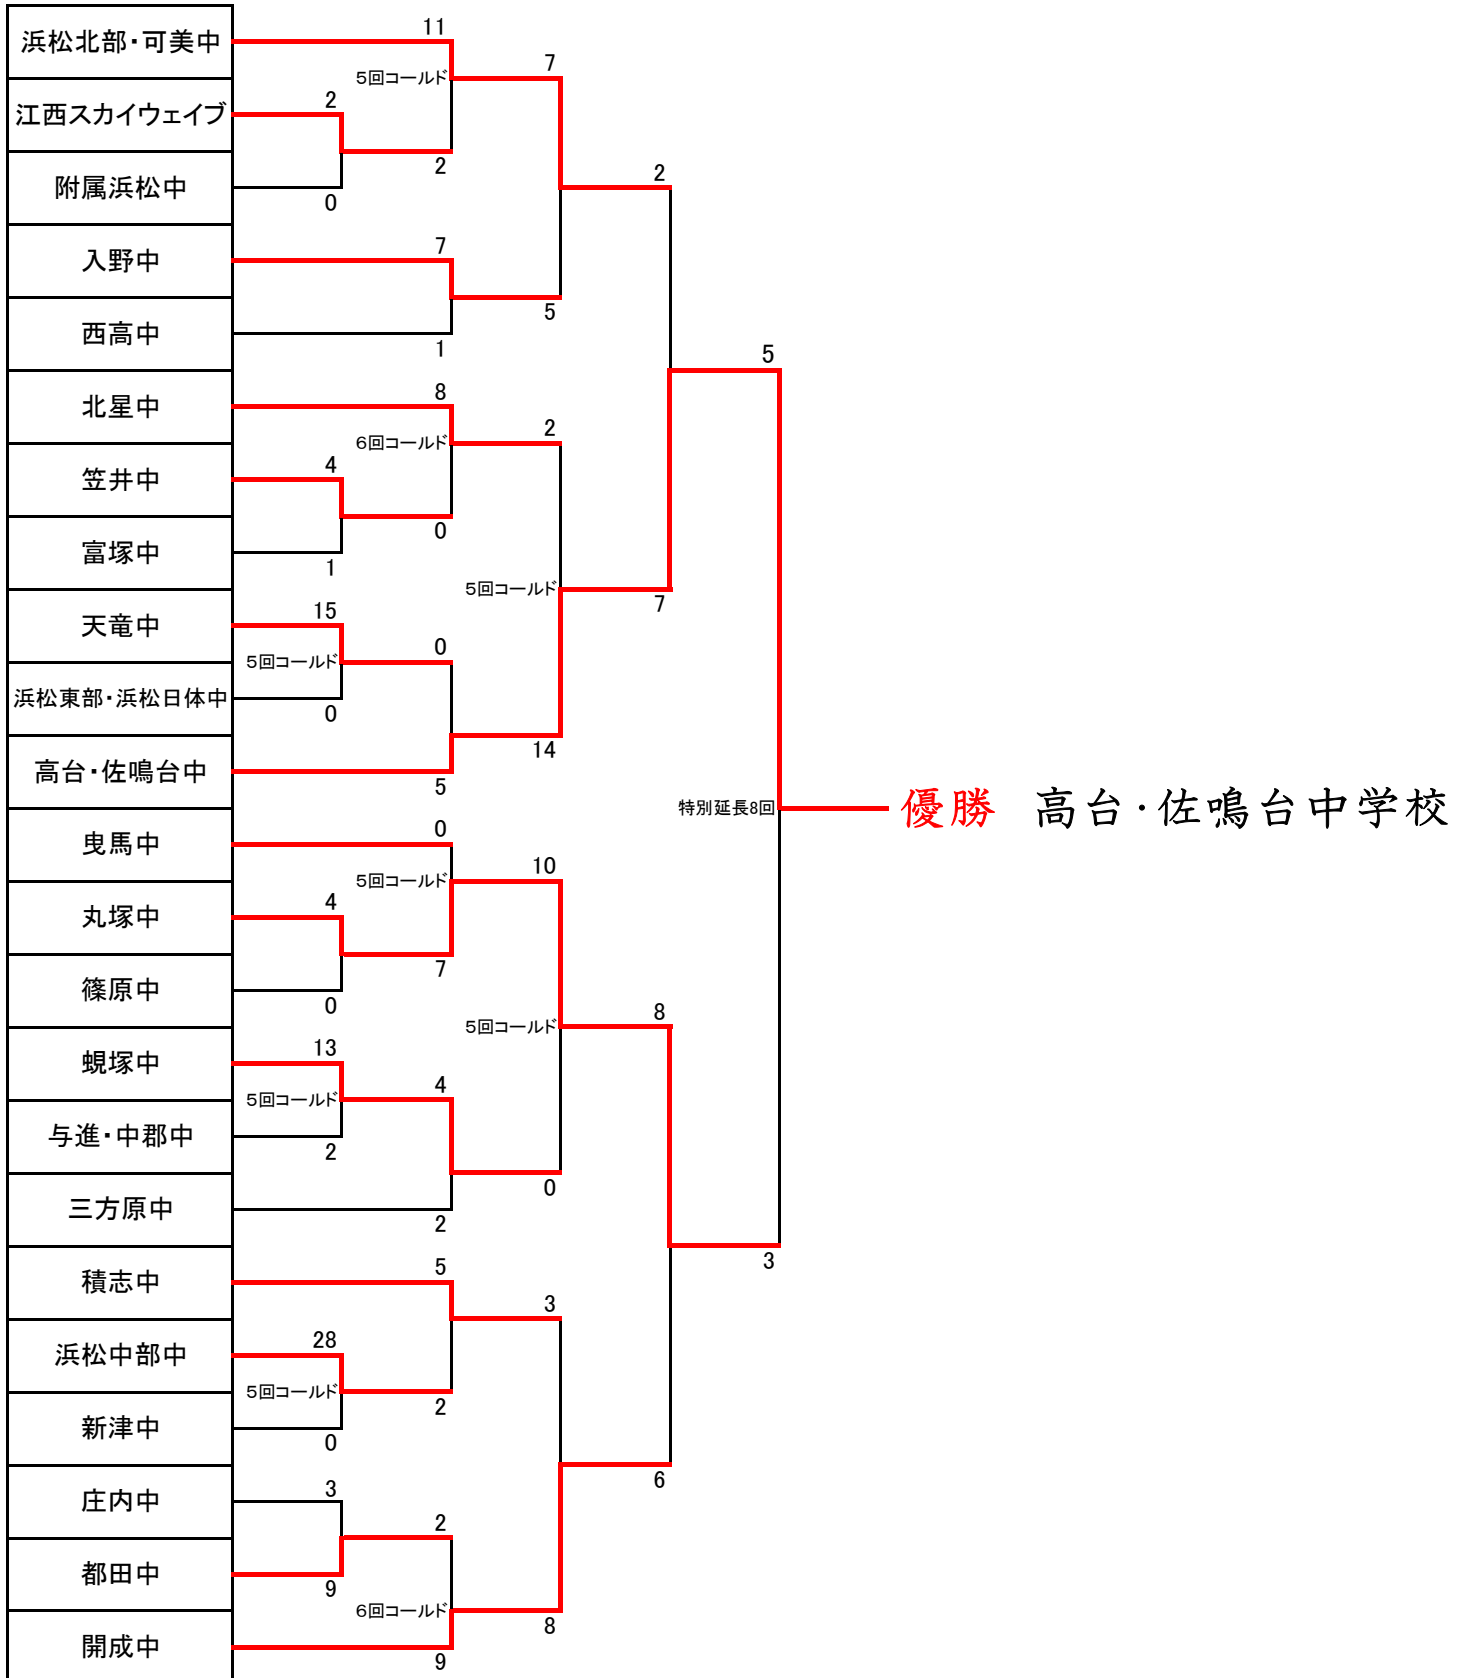 浜松北部・可美中
11
5回コールド
7
江西スカイウェイブ
2
2
附属浜松中
0
2
入野中
7
5
西高中
1
5
北星中
8
6回コールド
2
笠井中
4
0
富塚中
1
5回コールド
7
天竜中
15
5回コールド
0
浜松東部・浜松日体中
0
14
高台・佐鳴台中
5
特別延長8回
優勝 高台・佐鳴台中学校
曳馬中
0
5回コールド
10
丸塚中
4
7
篠原中
0
5回コールド
8
蜆塚中
13
5回コールド
4
与進・中郡中
2
0
三方原中
2
3
積志中
5
3
浜松中部中
28
5回コールド
2
新津中
0
6
庄内中
3
2
都田中
9
6回コールド
8
開成中
9